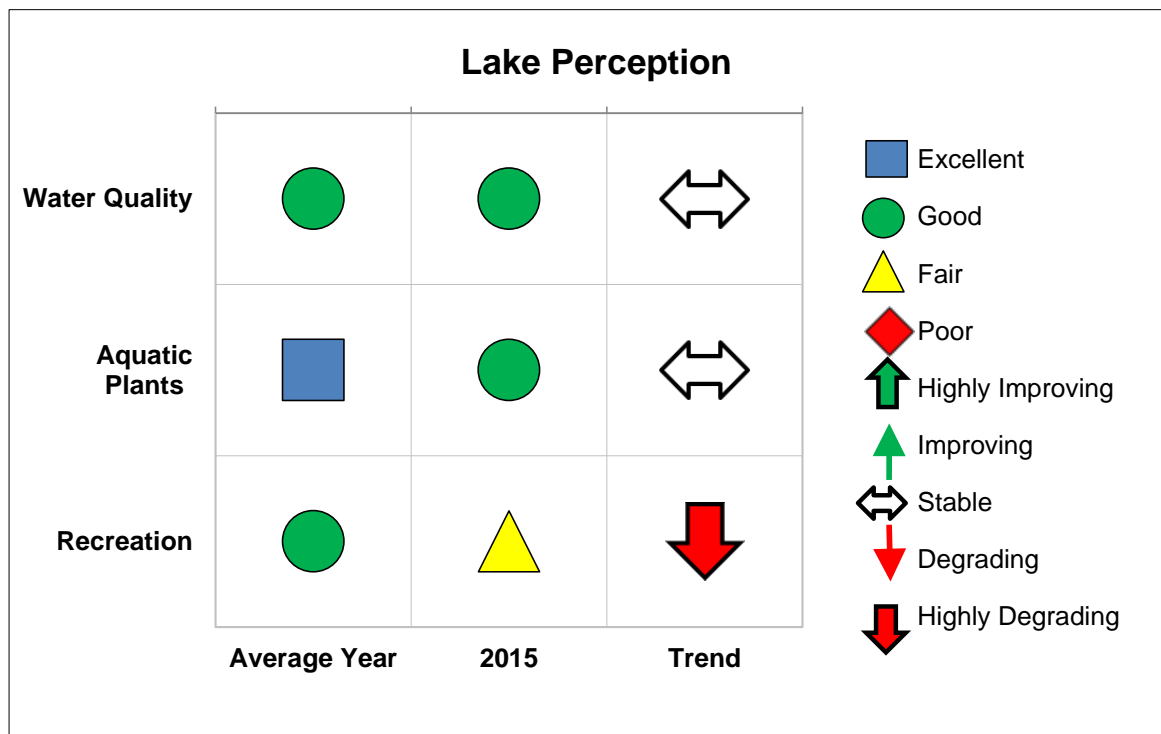 Lake Perception
Water Quality
Aquatic
Plants
Recreation
Average Year
2015
Trend
Excellent
Good
Fair
Poor
Highly Improving
Improving
Stable
Degrading
Highly Degrading